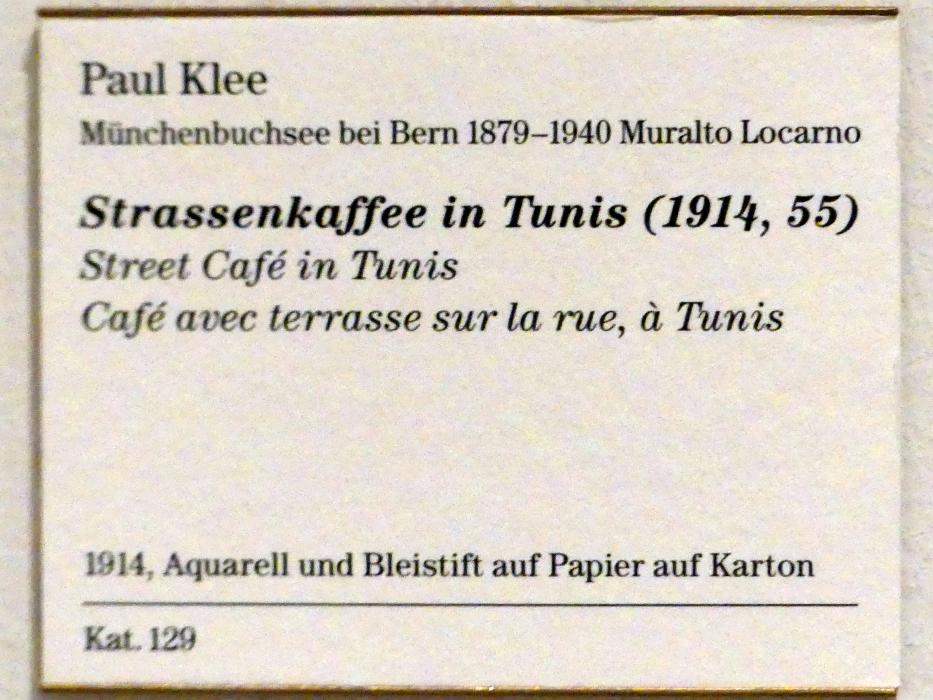 Paul Klee
Münchenbuchsee bei Bern 1879–1940 Muralto Locarno
Strassenkaffee in Tunis (1914, 55)
Street Café in Tunis
Café avec terrasse sur la rue, à Tunis
1914, Aquarell und Bleistift auf Papier auf Karton
Kat. 129